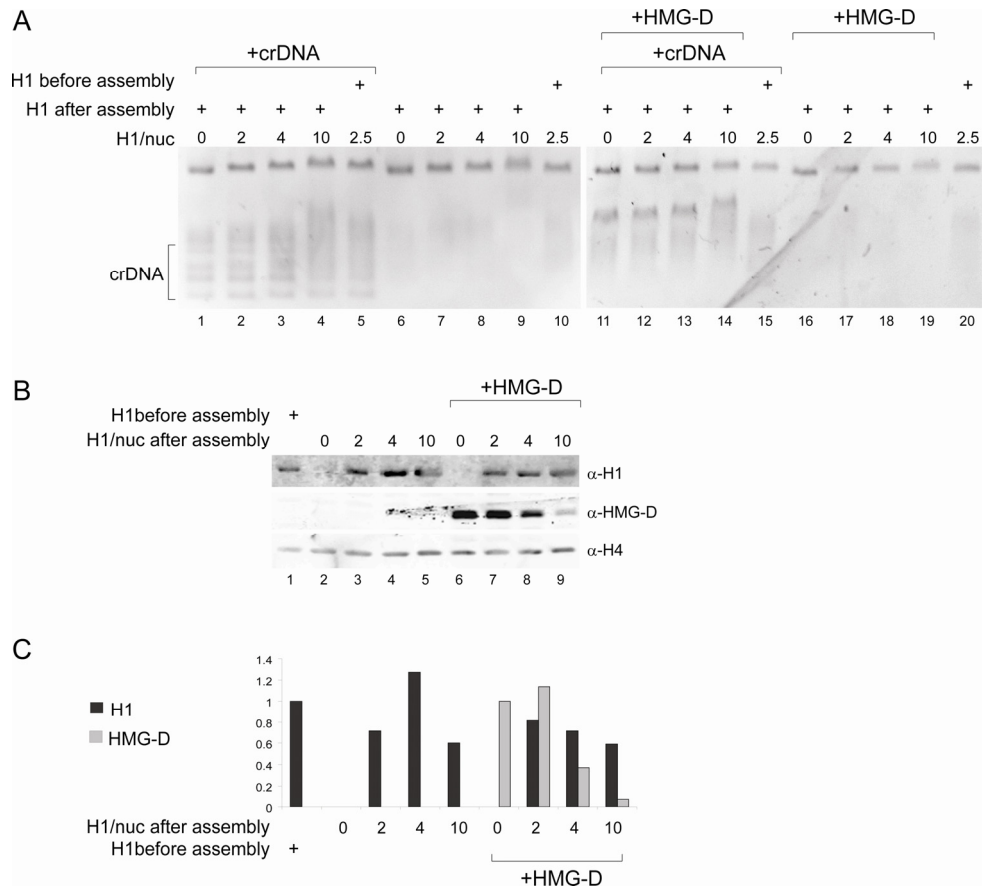 A
+HMG-D +HMG-D
+crDNA +crDNA
H1 before assembly + + + +
H1 after assembly + + + + + + + + + + + + + + + +
H1/nuc 0 2 4 10 2.5 0 2 4 10 2.5 0 2 4 10 2.5 0 2 4 10 2.5
crDNA
1 2 3 4 5 6 7 8 9 10 11 12 13 14 15 16 17 18 19 20
B
+HMG-D
H1before assembly +
H1/nuc after assembly 0 2 4 10 0 2 4 10
α-H1
α-HMG-D
α-H4
1 2 3 4 5 6 7 8 9
C
1.4
1.2
1
0.8
0.6
0.4
0.2
0
H1
HMG-D
H1/nuc after assembly 0 2 4 10 0 2 4 10
H1before assembly +
+HMG-D